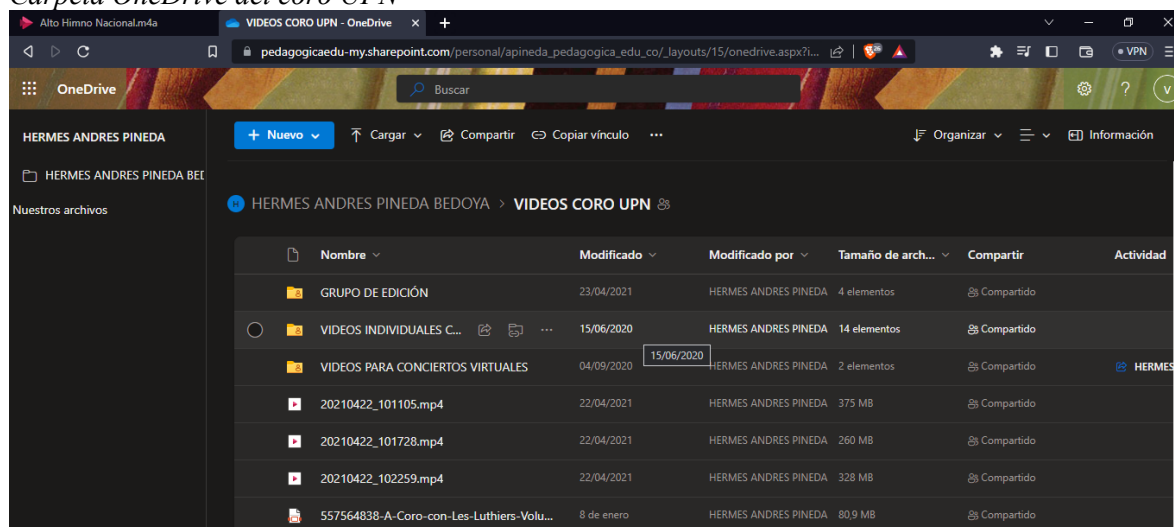 Carpeta OneDrive del coro UPN
Alto Himno Nacional.m4a VIDEOS CORO UPN - OneDrive
pedagogicaedu-my.sharepoint.com/personal/apineda_pedagogica_edu_co/_layouts/15/onedrive.aspx?i... VPN
OneDrive Buscar ? V
HERMES ANDRES PINEDA + Nuevo Cargar Compartir Copiar vínculo ... Organizar Información
HERMES ANDRES PINEDA BED
Nuestros archivos H HERMES ANDRES PINEDA BEDOYA > VIDEOS CORO UPN
Nombre Modificado Modificado por Tamaño de arch... Compartir Actividad
GRUPO DE EDICIÓN 23/04/2021 HERMES ANDRES PINEDA 4 elementos Compartido
VIDEOS INDIVIDUALES C... ... 15/06/2020 HERMES ANDRES PINEDA 14 elementos Compartido
15/06/2020
VIDEOS PARA CONCIERTOS VIRTUALES 04/09/2020 HERMES ANDRES PINEDA 2 elementos Compartido HERMES
20210422_101105.mp4 22/04/2021 HERMES ANDRES PINEDA 375 MB Compartido
20210422_101728.mp4 22/04/2021 HERMES ANDRES PINEDA 260 MB Compartido
20210422_102259.mp4 22/04/2021 HERMES ANDRES PINEDA 328 MB Compartido
557564838-A-Coro-con-Les-Luthiers-Volu... 8 de enero HERMES ANDRES PINEDA 80,9 MB Compartido